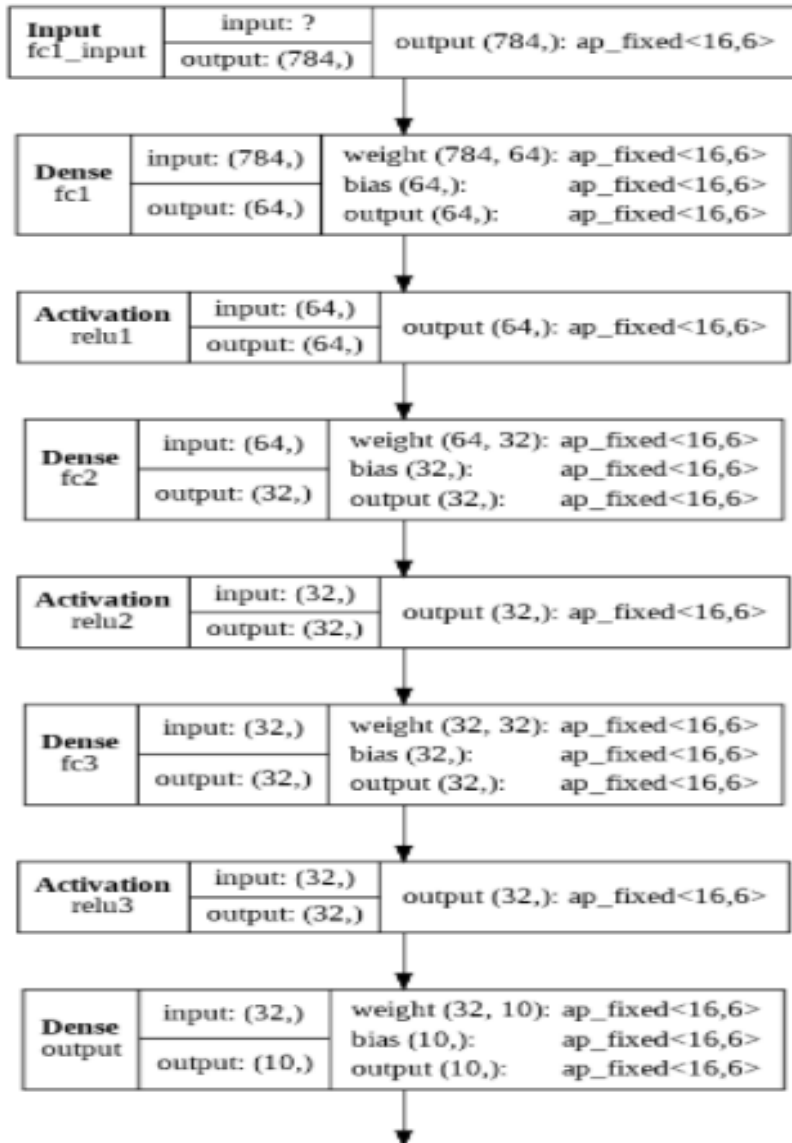 Input
fc1_input
input: ?
output: (784,)
output (784,): ap_fixed<16,6>
Dense
fc1
input: (784,)
output: (64,)
weight (784, 64): ap_fixed<16,6>
bias (64,): ap_fixed<16,6>
output (64,): ap_fixed<16,6>
Activation
relu1
input: (64,)
output: (64,)
output (64,): ap_fixed<16,6>
Dense
fc2
input: (64,)
output: (32,)
weight (64, 32): ap_fixed<16,6>
bias (32,): ap_fixed<16,6>
output (32,): ap_fixed<16,6>
Activation
relu2
input: (32,)
output: (32,)
output (32,): ap_fixed<16,6>
Dense
fc3
input: (32,)
output: (32,)
weight (32, 32): ap_fixed<16,6>
bias (32,): ap_fixed<16,6>
output (32,): ap_fixed<16,6>
Activation
relu3
input: (32,)
output: (32,)
output (32,): ap_fixed<16,6>
Dense
output
input: (32,)
output: (10,)
weight (32, 10): ap_fixed<16,6>
bias (10,): ap_fixed<16,6>
output (10,): ap_fixed<16,6>